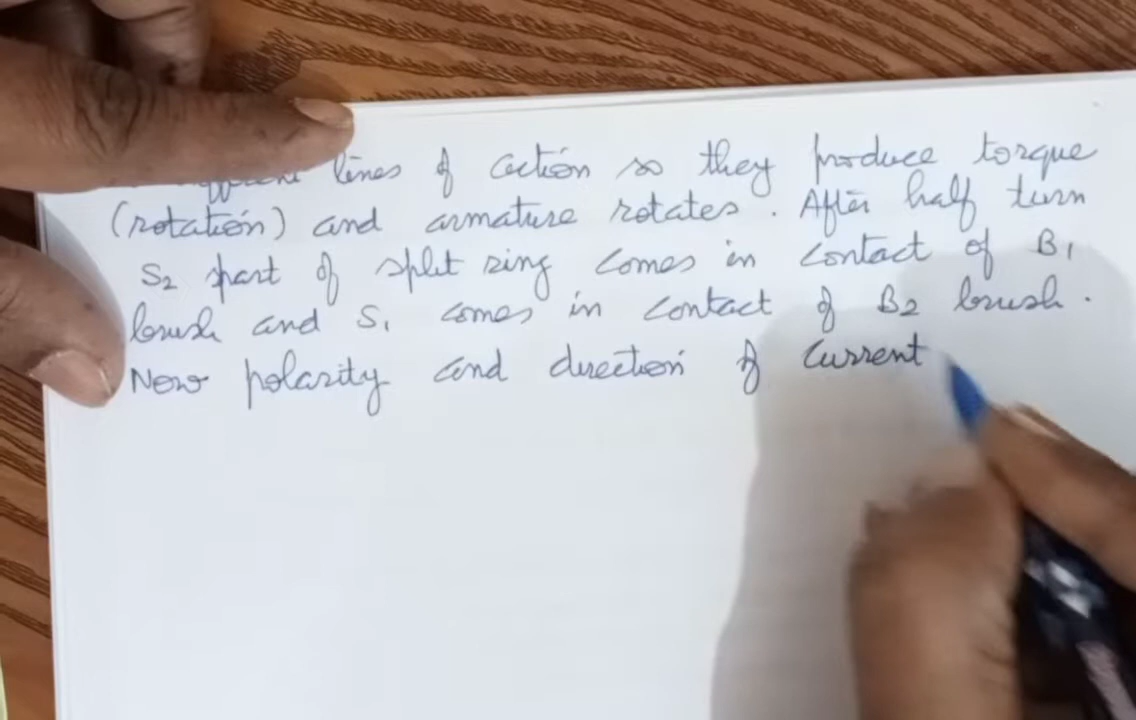 different lines of action so they produce torque
(rotation) and armature rotates. After half turn
S2 part of split ring comes in contact of B1
brush and S1 comes in contact of B2 brush.
Now polarity and direction of current